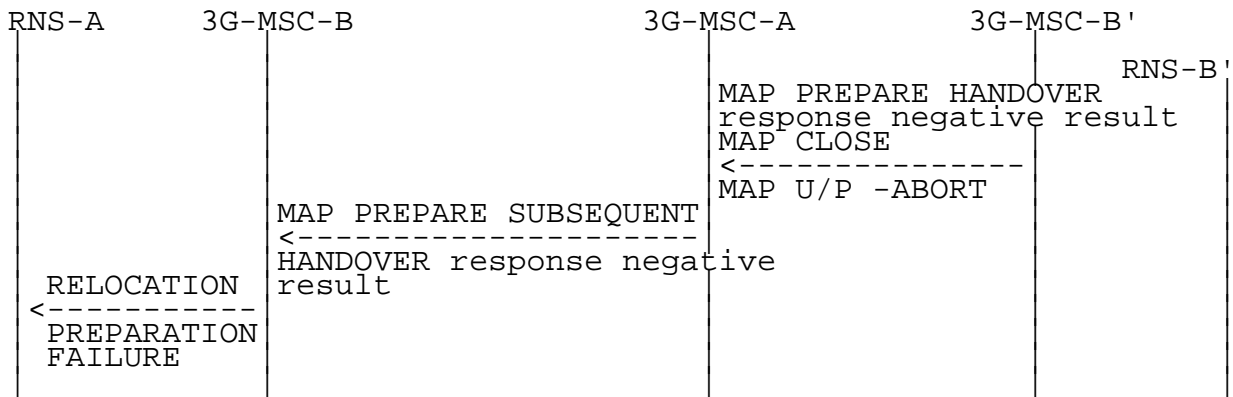 RNS-A 3G-MSC-B 3G-MSC-A 3G-MSC-B'
RNS-B'
MAP PREPARE HANDOVER
response negative result
MAP CLOSE
<----------------
MAP U/P -ABORT
MAP PREPARE SUBSEQUENT
<---------------------
HANDOVER response negative
result
RELOCATION
<-----------
PREPARATION
FAILURE